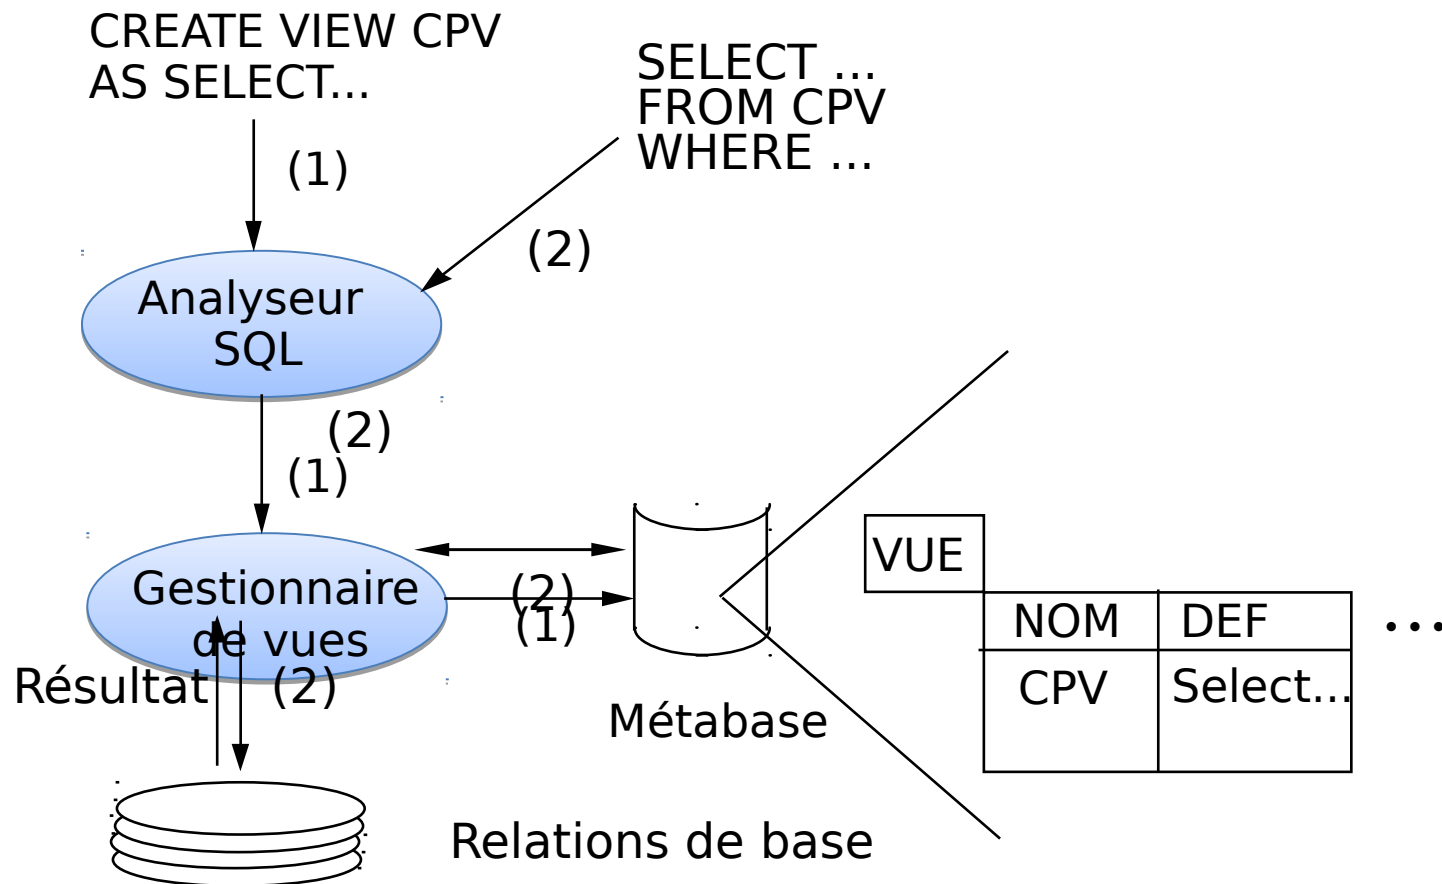 CREATE VIEW CPV
AS SELECT...
SELECT ...
FROM CPV
WHERE ...
(1)
(2)
Analyseur
SQL
(2)
(1)
Gestionnaire
de vues
(2)
(1)
VUE
NOM DEF ...
CPV Select...
Résultat (2)
Métabase
Relations de base